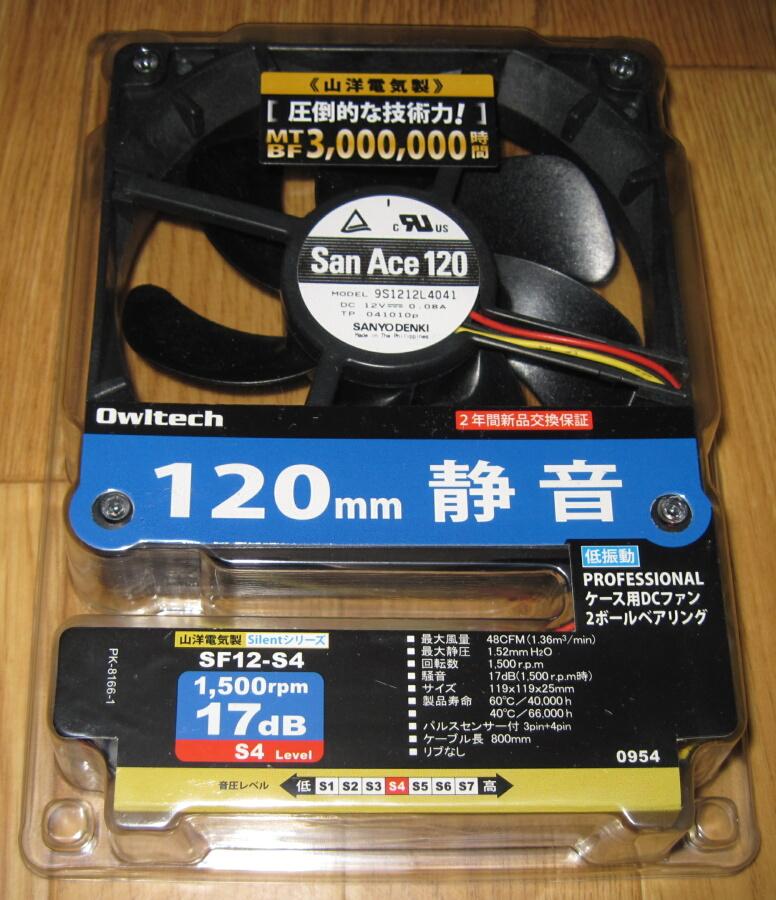 《山洋電気製》
[ 圧倒的な技術力! ]
MTBF 3,000,000時間
C UR US
San Ace 120
MODEL 9S1212L4041
DC 12V 0.08A
TP 041010p
SANYO DENKI
Made in The Philippines
Owltech
2年間新品交換保証
120mm 静音
低振動
PROFESSIONAL
ケース用DCファン
2ボールベアリング
PK-8166-1
山洋電気製 Silentシリーズ
SF12-S4
1,500rpm
17dB
S4 Level
■ 最大風量 48CFM(1.36m³/min)
■ 最大静圧 1.52mmH2O
■ 回転数 1,500r.p.m
■ 騒音 17dB(1,500r.p.m時)
■ サイズ 119x119x25mm
■ 製品寿命 60℃/40,000h
■ 40℃/66,000h
■ パルスセンサー付 3pin+4pin
■ ケーブル長 800mm
■ リブなし
0954
音圧レベル 低 S1 S2 S3 S4 S5 S6 S7 高